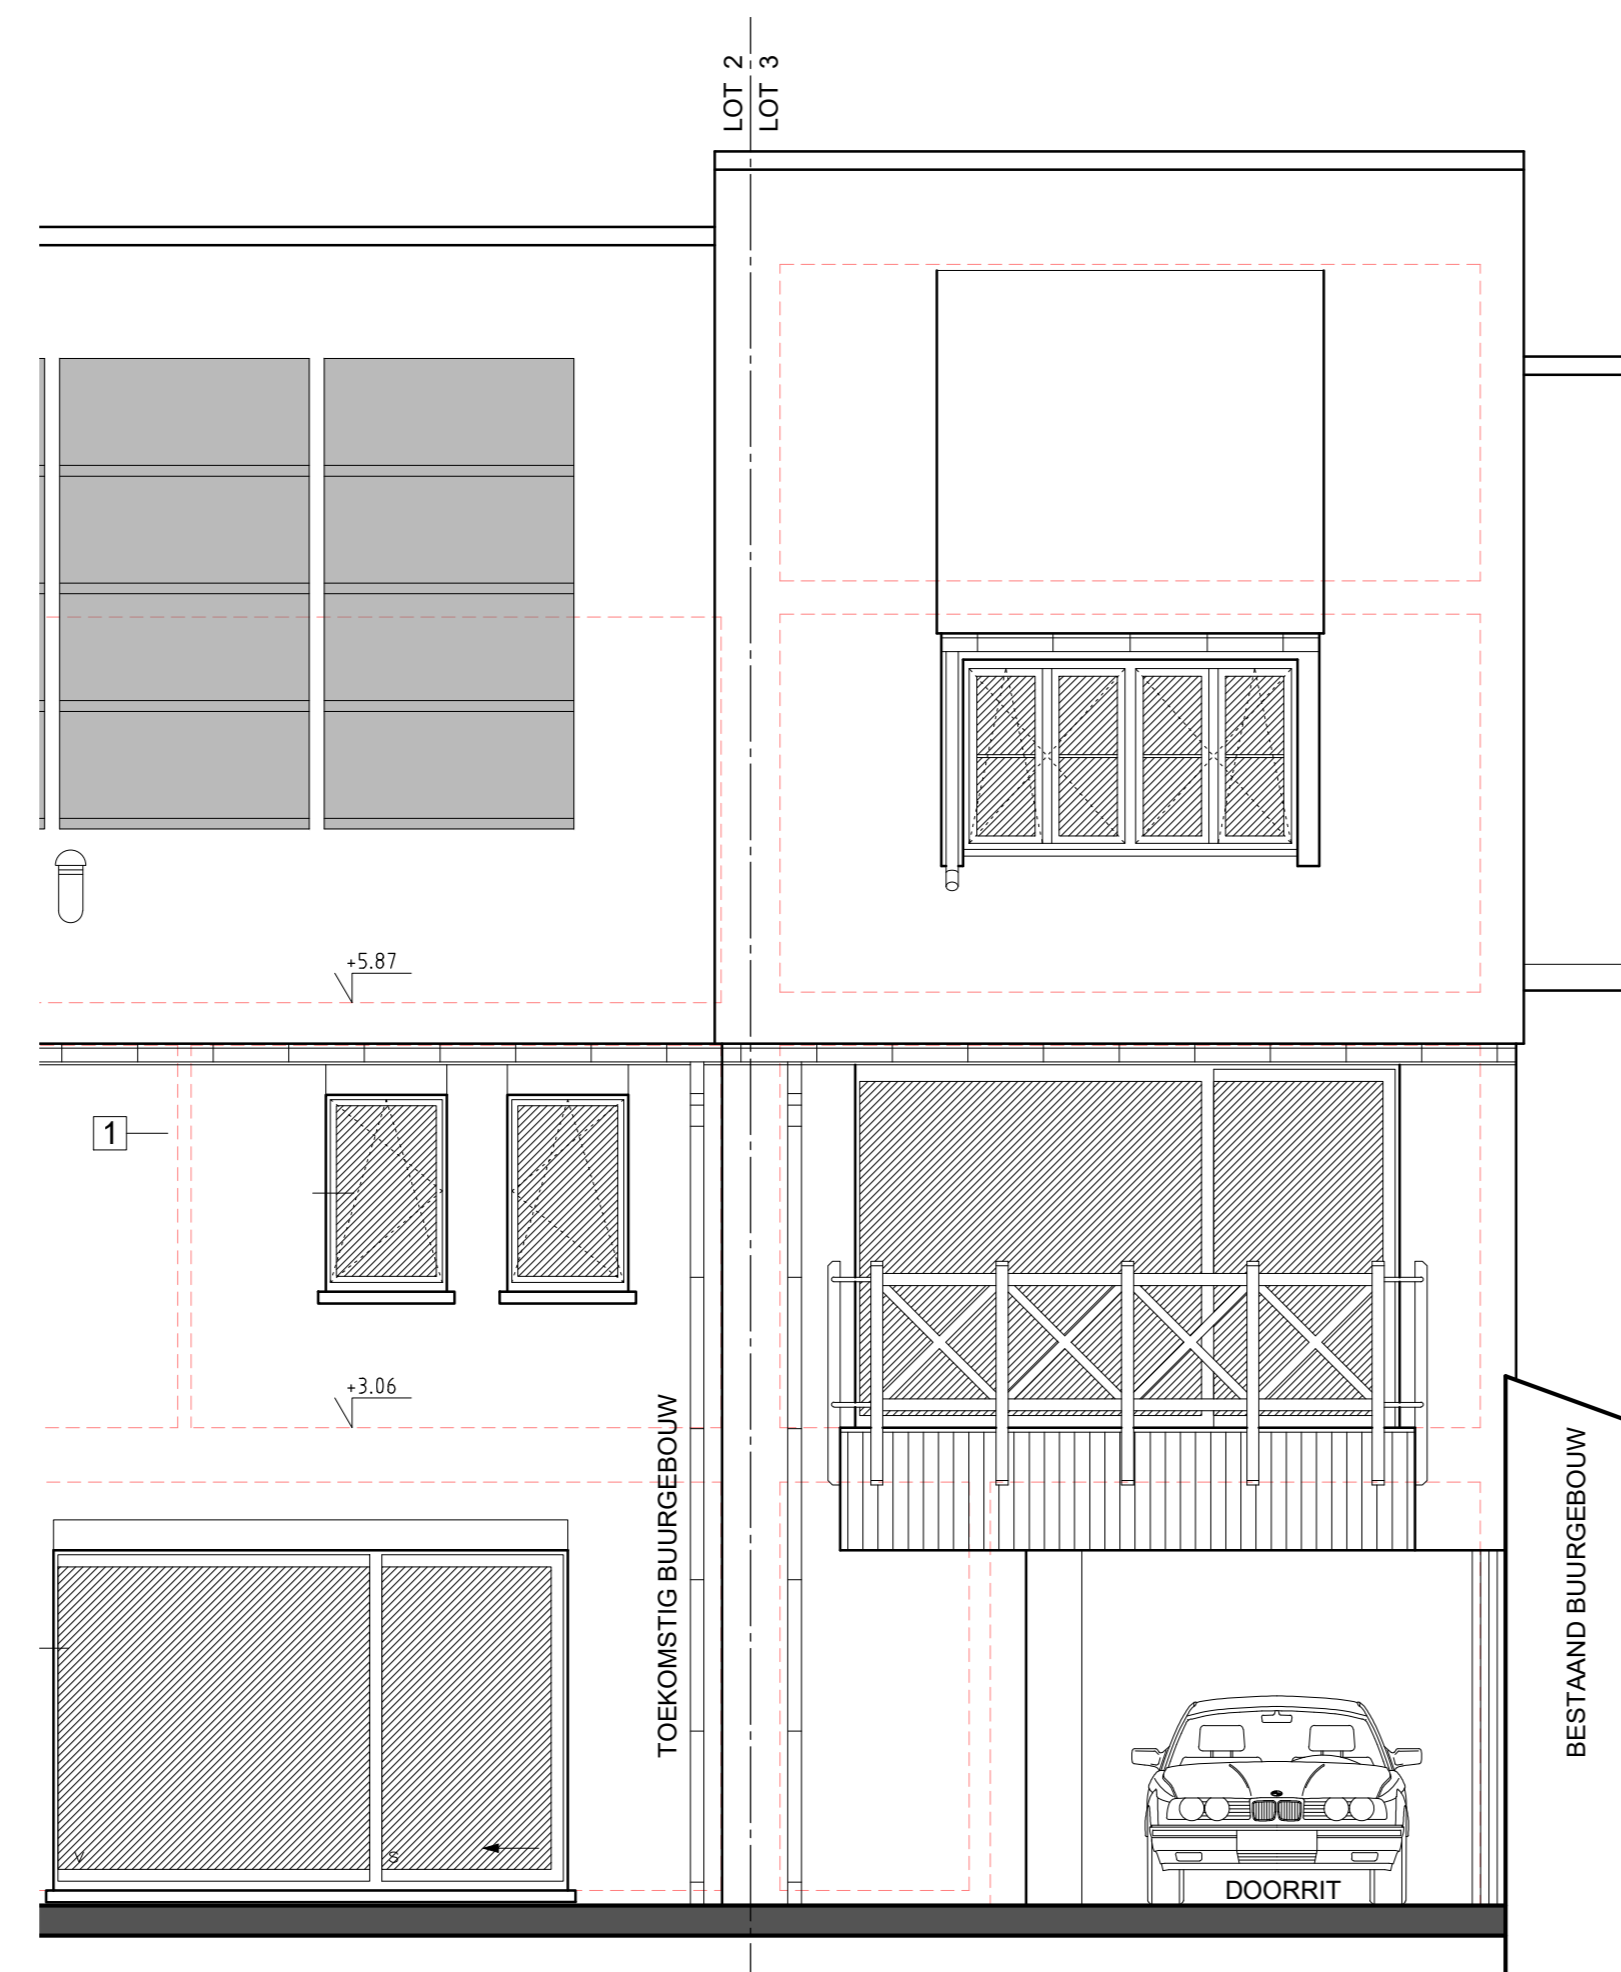 LOT 2
LOT 3
+5.87
1
+3.06
TOEKOMSTIG BUURGEBOUW
BESTAAND BUURGEBOUW
V
S
DOORRIT